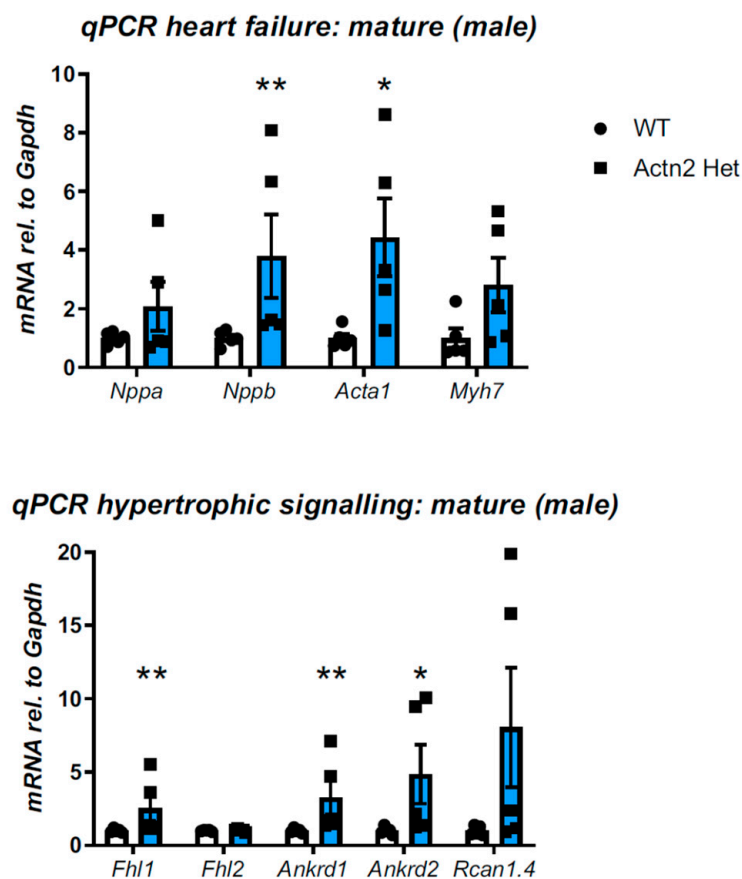 qPCR heart failure: mature (male)
mRNA rel. to Gapdh
10
8
6
4
2
0
** *
Nppa Nppb Acta1 Myh7
WT
Actn2 Het
qPCR hypertrophic signalling: mature (male)
mRNA rel. to Gapdh
20
15
10
5
0
** ** *
Fhl1 Fhl2 Ankrd1 Ankrd2 Rcan1.4